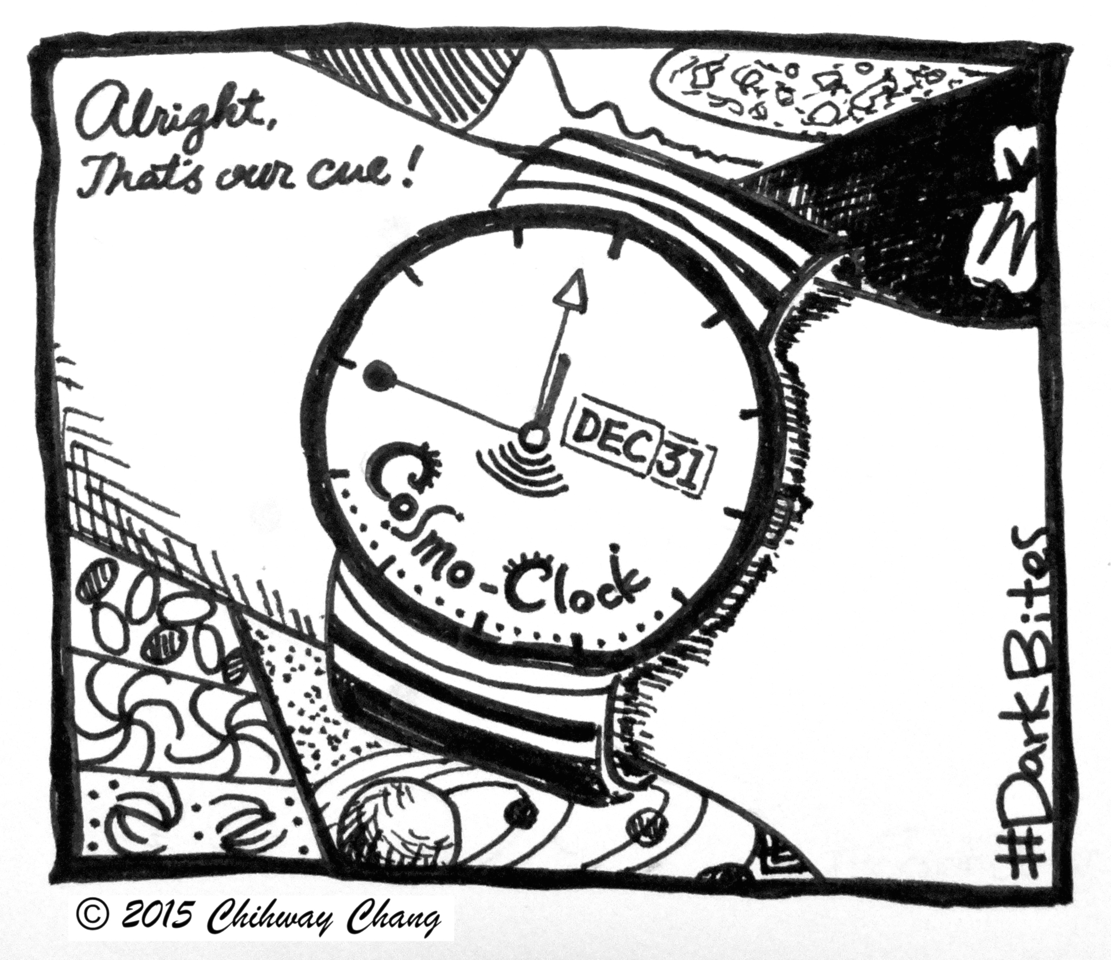 Alright,
That's our cue!
DEC 31
Cosmo-Clock
#DarkBites
© 2015 Chihway Chang